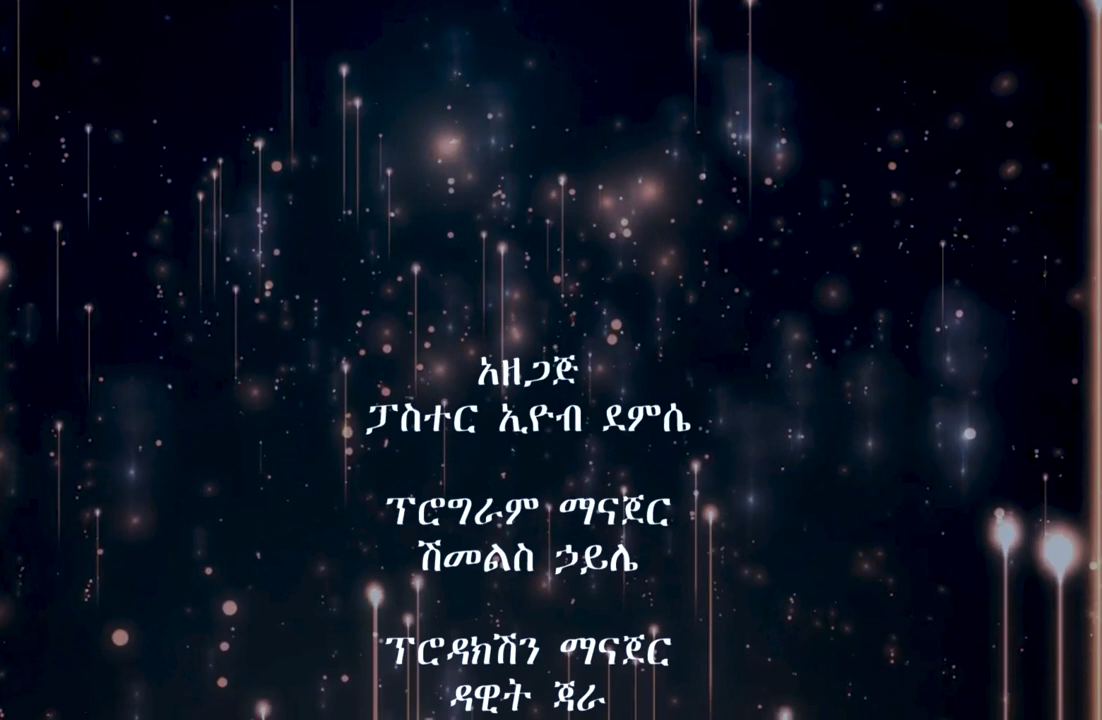 አዘጋጅ
ፓስተር ኢዮብ ደምሴ
ፕሮግራም ማናጀር
ሽመልስ ኃይሌ
ፕሮዳክሽን ማናጀር
ዳዊት ጃራ